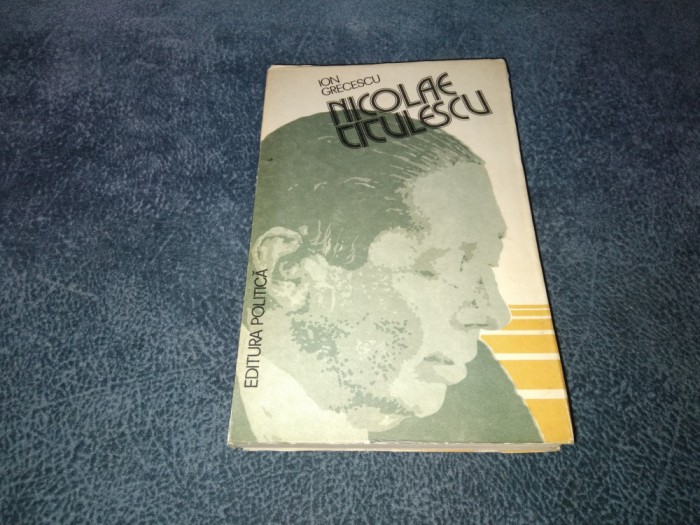 ION
GRECESCU
NICOLAE
TITULESCU
EDITURA POLITICĂ